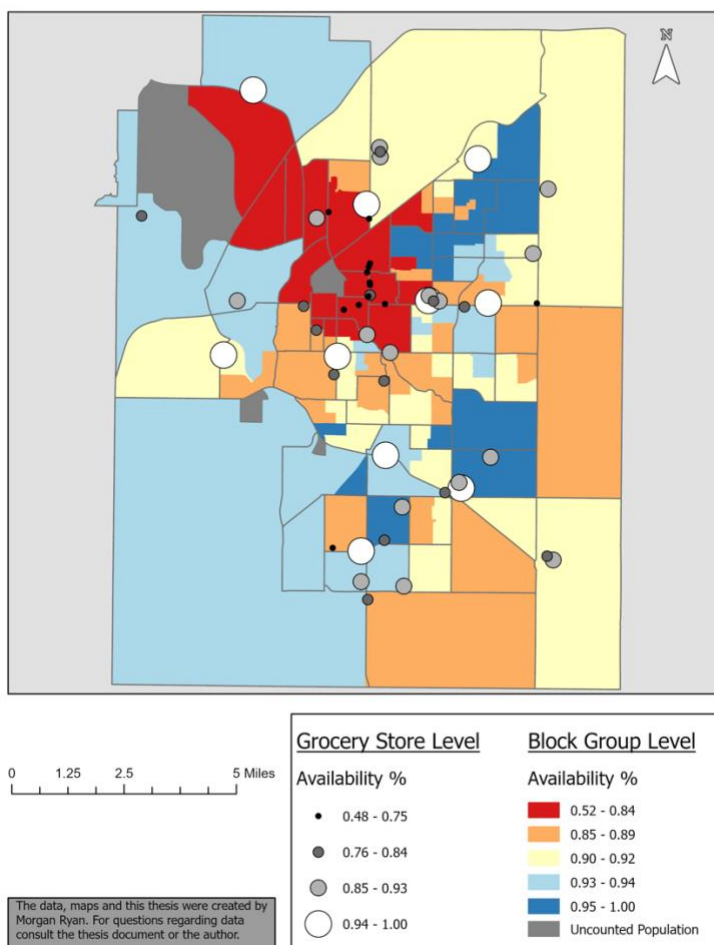 N
0
1.25
2.5
5 Miles
Grocery Store Level
Availability %
0.48 - 0.75
0.76 - 0.84
0.85 - 0.93
0.94 - 1.00
Block Group Level
Availability %
0.52 - 0.84
0.85 - 0.89
0.90 - 0.92
0.93 - 0.94
0.95 - 1.00
Uncounted Population
The data, maps and this thesis were created by
Morgan Ryan. For questions regarding data
consult the thesis document or the author.